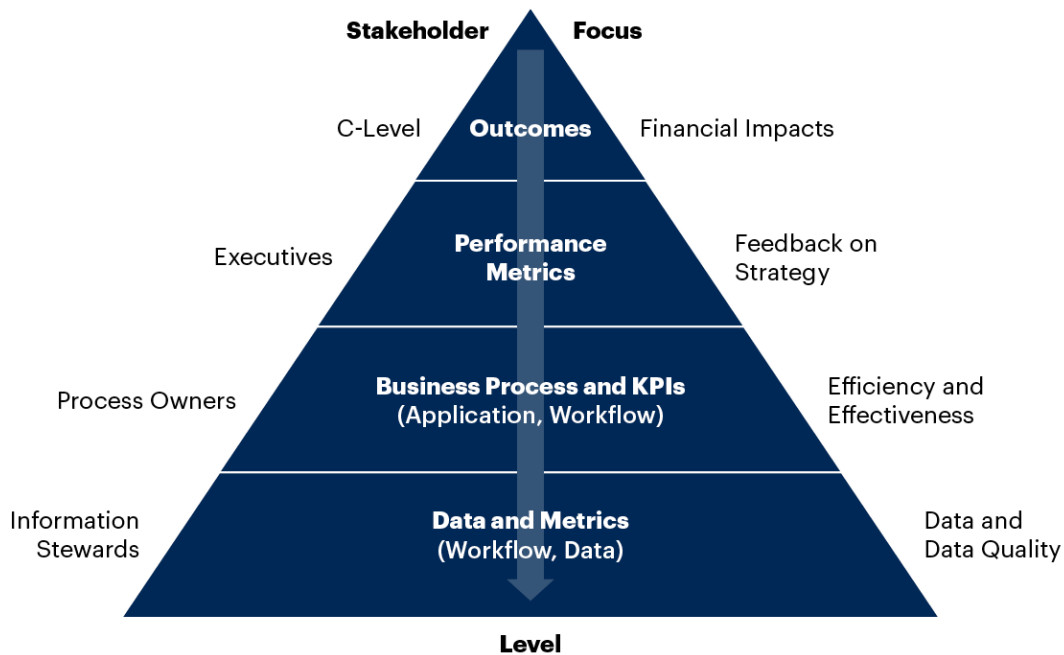 Stakeholder
Focus
C-Level
Outcomes
Financial Impacts
Executives
Performance
Metrics
Feedback on
Strategy
Process Owners
Business Process and KPIs
(Application, Workflow)
Efficiency and
Effectiveness
Information
Stewards
Data and Metrics
(Workflow, Data)
Data and
Data Quality
Level